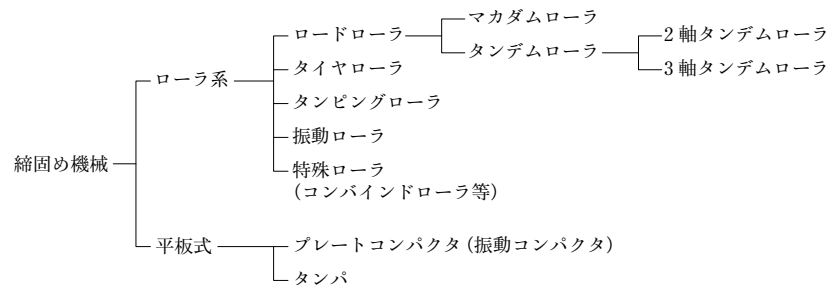 マカダムローラ
ロードローラ
2軸タンデムローラ
タンデムローラ
3軸タンデムローラ
タイヤローラ
ローラ系
タンピングローラ
振動ローラ
締固め機械
特殊ローラ
(コンバインドローラ等)
平板式
プレートコンパクタ(振動コンパクタ)
タンパ